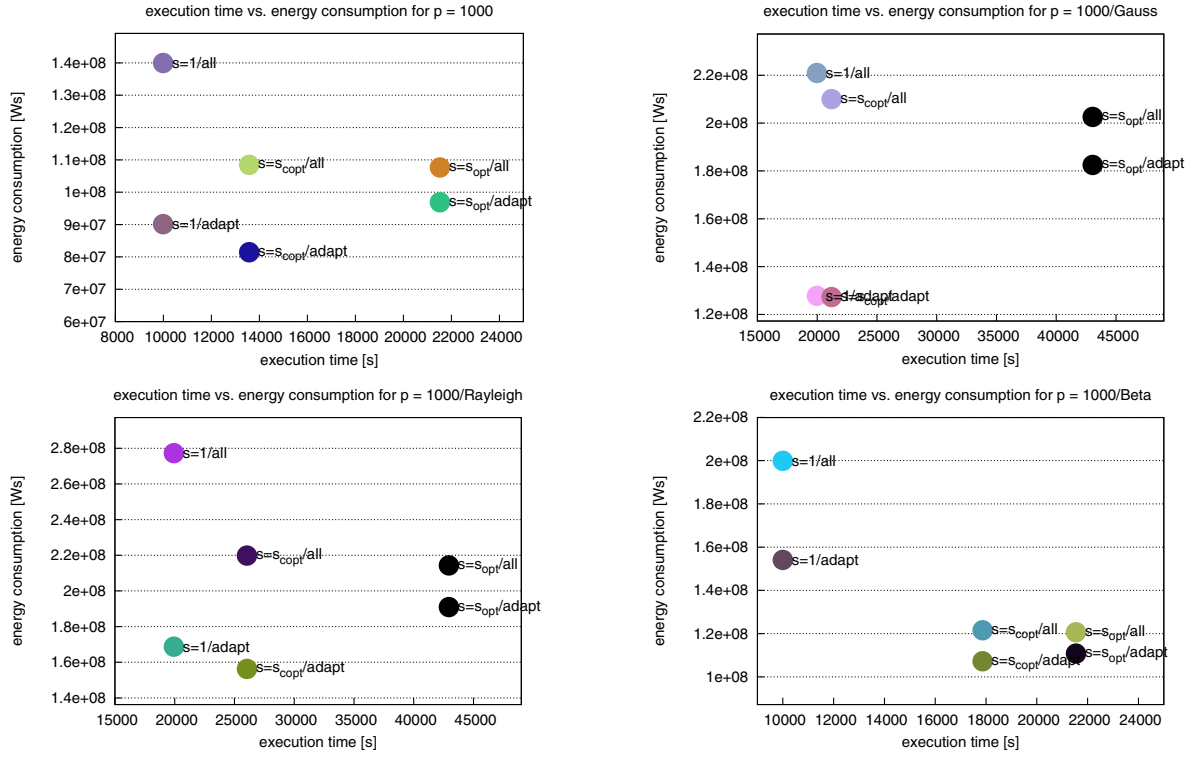 execution time vs. energy consumption for p = 1000
energy consumption [Ws]
1.4e+08
1.3e+08
1.2e+08
1.1e+08
1e+08
9e+07
8e+07
7e+07
6e+07
s=1/all
s=s_copt/all
s=s_opt/all
s=s_opt/adapt
s=1/adapt
s=s_copt/adapt
8000 10000 12000 14000 16000 18000 20000 22000 24000
execution time [s]
execution time vs. energy consumption for p = 1000/Gauss
energy consumption [Ws]
2.2e+08
2e+08
1.8e+08
1.6e+08
1.4e+08
1.2e+08
s=1/all
s=s_copt/all
s=s_opt/all
s=s_opt/adapt
s=1/adapt
s=s_copt/adapt
15000 20000 25000 30000 35000 40000 45000
execution time [s]
execution time vs. energy consumption for p = 1000/Rayleigh
energy consumption [Ws]
2.8e+08
2.6e+08
2.4e+08
2.2e+08
2e+08
1.8e+08
1.6e+08
1.4e+08
s=1/all
s=s_copt/all
s=s_opt/all
s=s_opt/adapt
s=1/adapt
s=s_copt/adapt
15000 20000 25000 30000 35000 40000 45000
execution time [s]
execution time vs. energy consumption for p = 1000/Beta
energy consumption [Ws]
2.2e+08
2e+08
1.8e+08
1.6e+08
1.4e+08
1.2e+08
1e+08
s=1/all
s=1/adapt
s=s_copt/all
s=s_opt/all
s=s_copt/adapt
s=s_opt/adapt
10000 12000 14000 16000 18000 20000 22000 24000
execution time [s]